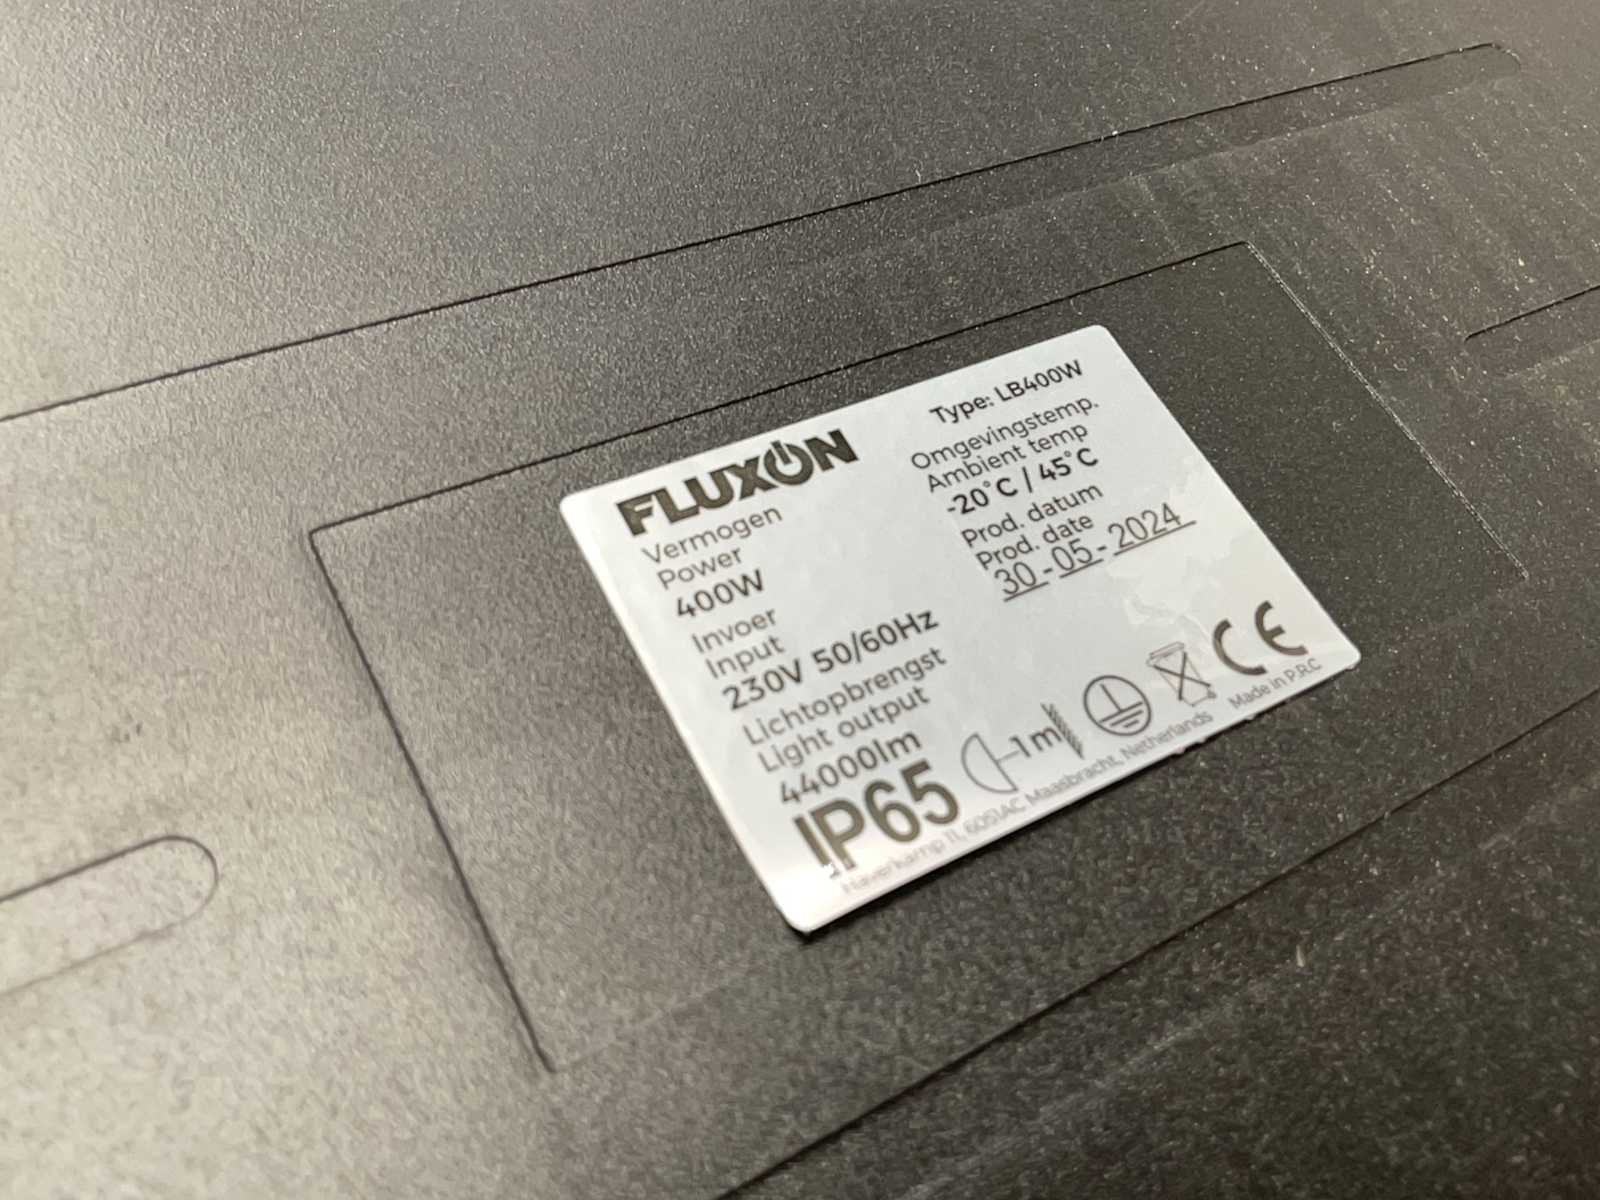 FLUXON
Vermogen
Power
400W
Invoer
Input
230V 50/60Hz
Lichtopbrengst
Light output
44000lm
IP65
Type: LB400W
Omgevingstemp.
Ambient temp
-20°C / 45°C
Prod. datum
Prod. date
30-05-2024
1m
CE
Haverkamp 11, 6051AC Maasbracht, Netherlands
Made in P.R.C